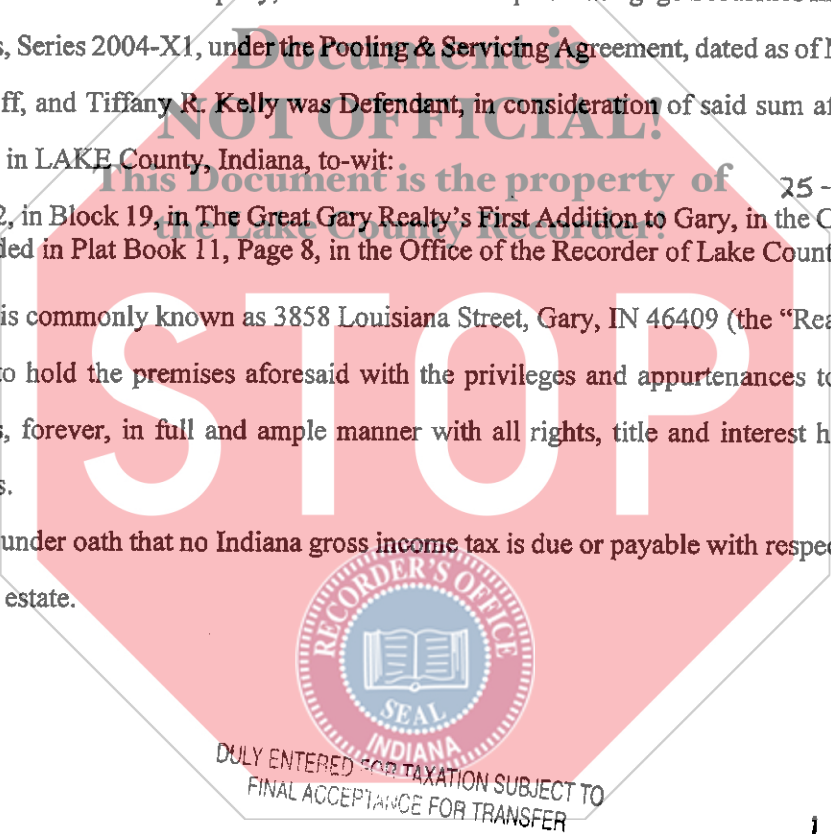 s, Series 2004-X1, under the Pooling & Servicing Agreement, dated as of
Document is
ff, and Tiffany R. Kelly was Defendant, in consideration of said sum af
NOT OFFICIAL!
in LAKE County, Indiana, to-wit:
This Document is the property of
25-
2, in Block 19, in The Great Gary Realty's First Addition to Gary, in the C
the Lake County Recorder!
ded in Plat Book 11, Page 8, in the Office of the Recorder of Lake Count
STOP
is commonly known as 3858 Louisiana Street, Gary, IN 46409 (the “Rea
to hold the premises aforesaid with the privileges and appurtenances to
s, forever, in full and ample manner with all rights, title and interest h
s.
under oath that no Indiana gross income tax is due or payable with respec
estate.
RECORDER'S OFFICE
SEAL
INDIANA
DULY ENTERED FOR TAXATION SUBJECT TO
FINAL ACCEPTANCE FOR TRANSFER